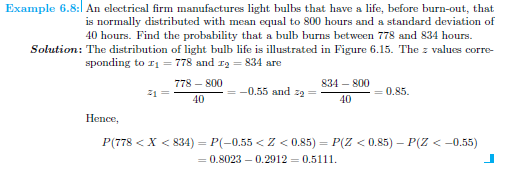 Example 6.8: An electrical firm manufactures light bulbs that have a life, before burn-out, that
is normally distributed with mean equal to 800 hours and a standard deviation of
40 hours. Find the probability that a bulb burns between 778 and 834 hours.
Solution: The distribution of light bulb life is illustrated in Figure 6.15. The z values corre-
sponding to x₁ = 778 and x₂ = 834 are
z₁ = (778 − 800)/40 = −0.55 and z₂ = (834 − 800)/40 = 0.85.
Hence,
P(778 < X < 834) = P(−0.55 < Z < 0.85) = P(Z < 0.85) − P(Z < −0.55)
= 0.8023 − 0.2912 = 0.5111.